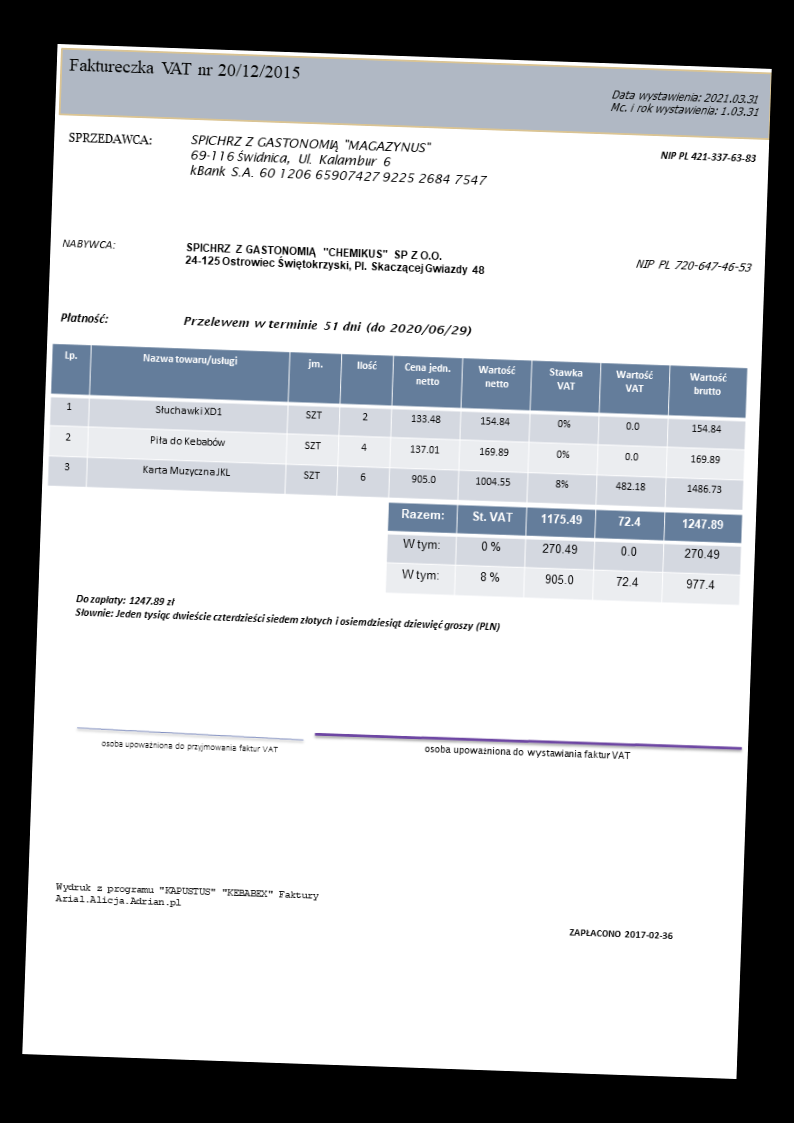 Faktureczka VAT nr 20/12/2015
Data wystawienia: 2021.03.31
Mc. i rok wystawienia: 1.03.31
SPRZEDAWCA: SPICHRZ Z GASTONOMIĄ "MAGAZYNUS" NIP PL 421-337-63-83
69-116 Świdnica, Ul. Kalambur 6
kBank S.A. 60 1206 65907427 9225 2684 7547
NABYWCA: SPICHRZ Z GASTONOMIĄ "CHEMIKUS" SP Z O.O. NIP PL 720-647-46-53
24-125 Ostrowiec Świętokrzyski, Pl. Skaczącej Gwiazdy 48
Płatność: Przelewem w terminie 51 dni (do 2020/06/29)
Lp. Nazwa towaru/usługi jm. Ilość Cena jedn. netto Wartość netto Stawka VAT Wartość VAT Wartość brutto
1 Słuchawki XD1 SZT 2 133.48 154.84 0% 0.0 154.84
2 Piła do Kebabów SZT 4 137.01 169.89 0% 0.0 169.89
3 Karta Muzyczna JKL SZT 6 905.0 1004.55 8% 482.18 1486.73
Razem: St. VAT 1175.49 72.4 1247.89
W tym: 0 % 270.49 0.0 270.49
W tym: 8 % 905.0 72.4 977.4
Do zapłaty: 1247.89 zł
Słownie: Jeden tysiąc dwieście czterdzieści siedem złotych i osiemdziesiąt dziewięć groszy (PLN)
osoba upoważniona do przyjmowania faktur VAT
osoba upoważniona do wystawiania faktur VAT
Wydruk z programu "KAPUSTUS" "KEBABEX" Faktury
Arial.Alicja.Adrian.pl
ZAPŁACONO 2017-02-36